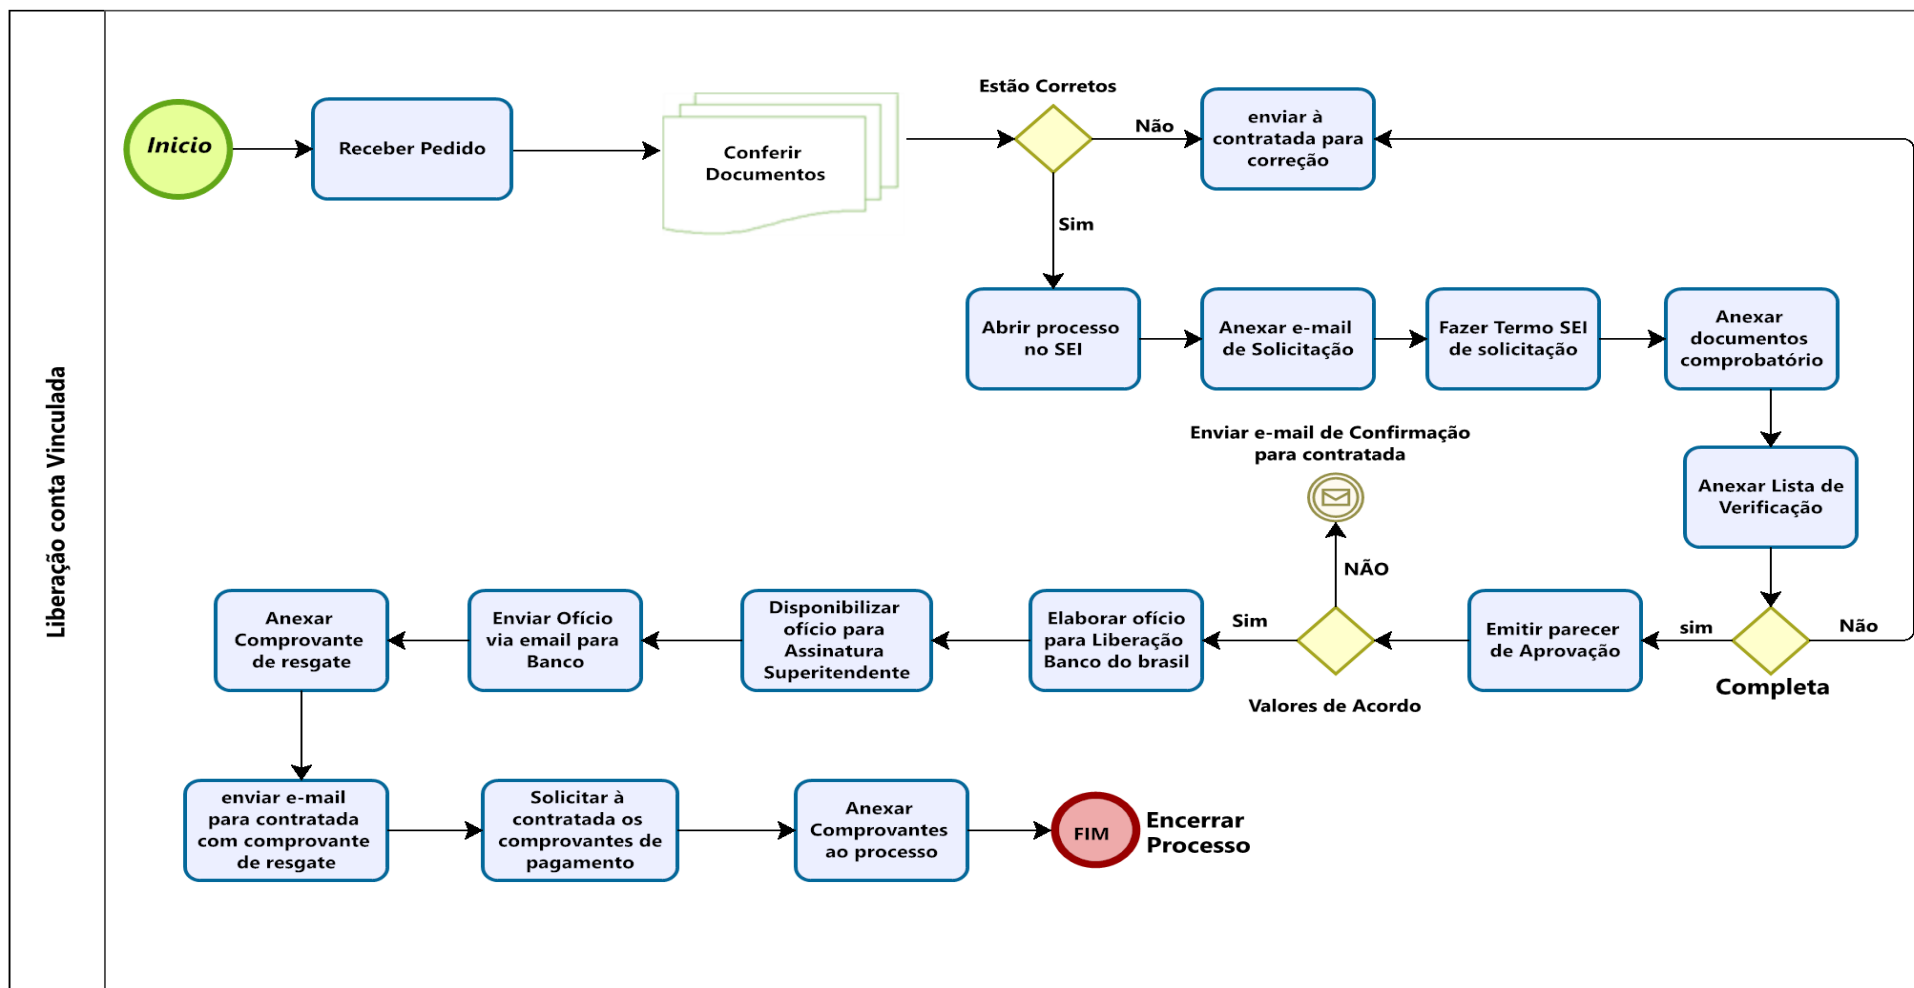 Liberação conta Vinculada
Inicio
Receber Pedido
Conferir
Documentos
Estão Corretos
Não
enviar à
contratada para
correção
Sim
Abrir processo
no SEI
Anexar e-mail
de Solicitação
Fazer Termo SEI
de solicitação
Anexar
documentos
comprobatório
Anexar Lista de
Verificação
Completa
Não
sim
Emitir parecer
de Aprovação
Valores de Acordo
NÃO
Enviar e-mail de Confirmação
para contratada
Sim
Elaborar ofício
para Liberação
Banco do brasil
Disponibilizar
ofício para
Assinatura
Superitendente
Enviar Ofício
via email para
Banco
Anexar
Comprovante
de resgate
enviar e-mail
para contratada
com comprovante
de resgate
Solicitar à
contratada os
comprovantes de
pagamento
Anexar
Comprovantes
ao processo
FIM
Encerrar
Processo